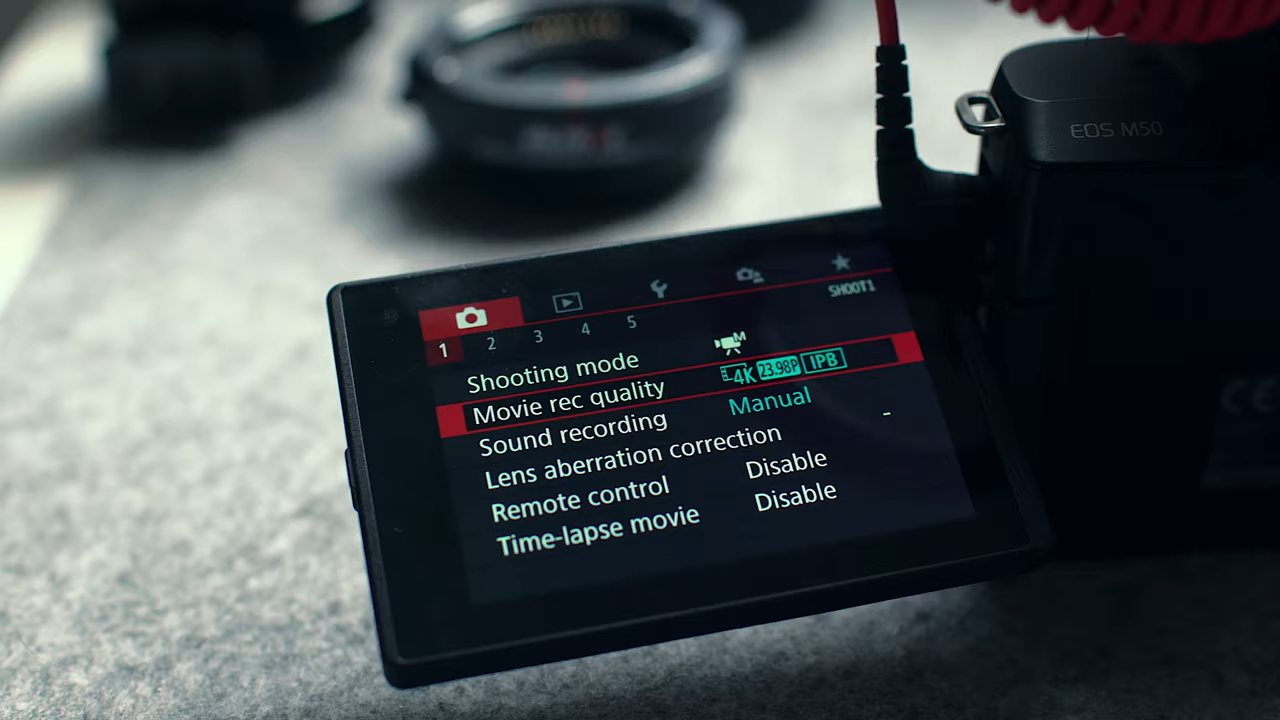 EOS M50
SHOOT1
1 2 3 4 5
Shooting mode M
Movie rec quality 4K 23.98P IPB
Sound recording Manual
Lens aberration correction -
Remote control Disable
Time-lapse movie Disable
CE